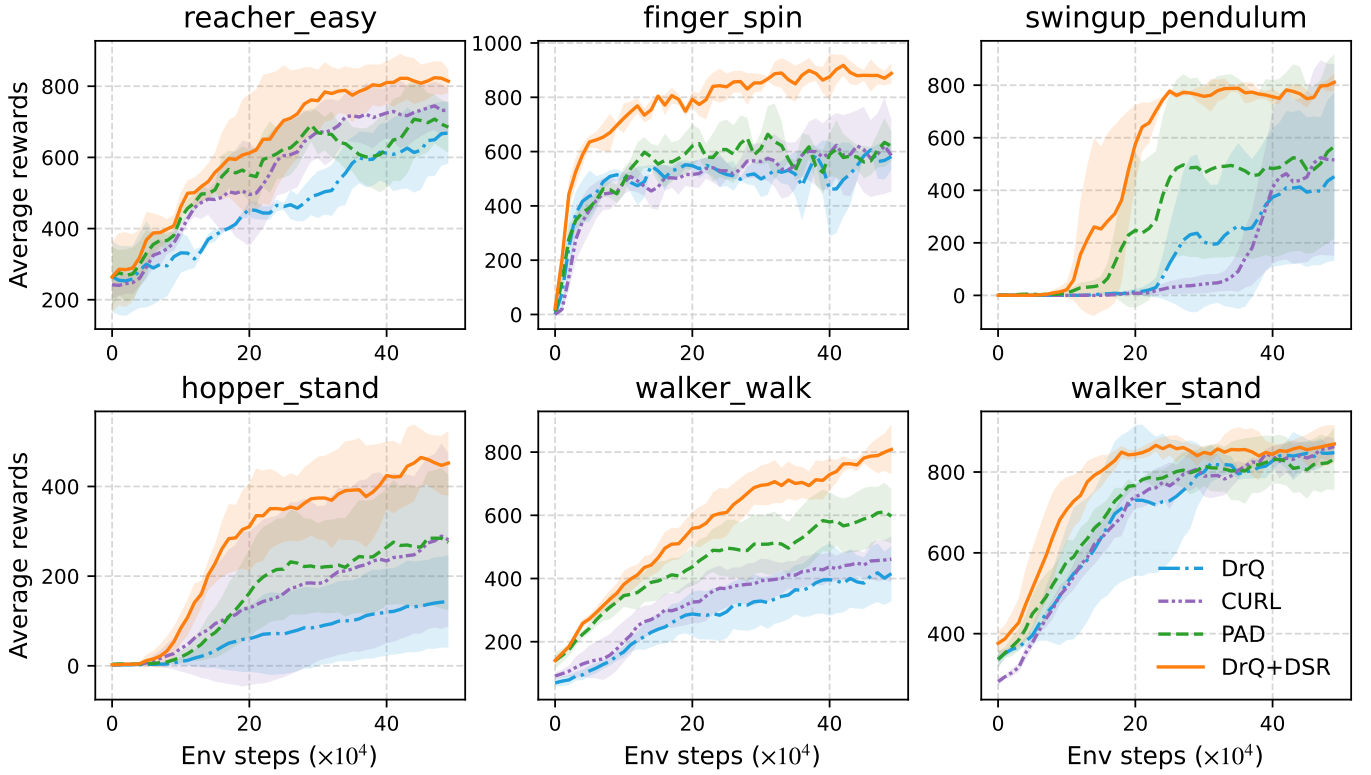 reacher_easy
finger_spin
swingup_pendulum
Average rewards
800
600
400
200
0
20
40
1000
800
600
400
200
0
0
20
40
800
600
400
200
0
0
20
40
hopper_stand
walker_walk
walker_stand
Average rewards
400
200
0
0
20
40
Env steps (×10⁴)
800
600
400
200
0
20
40
Env steps (×10⁴)
800
600
400
0
20
40
Env steps (×10⁴)
DrQ
CURL
PAD
DrQ+DSR